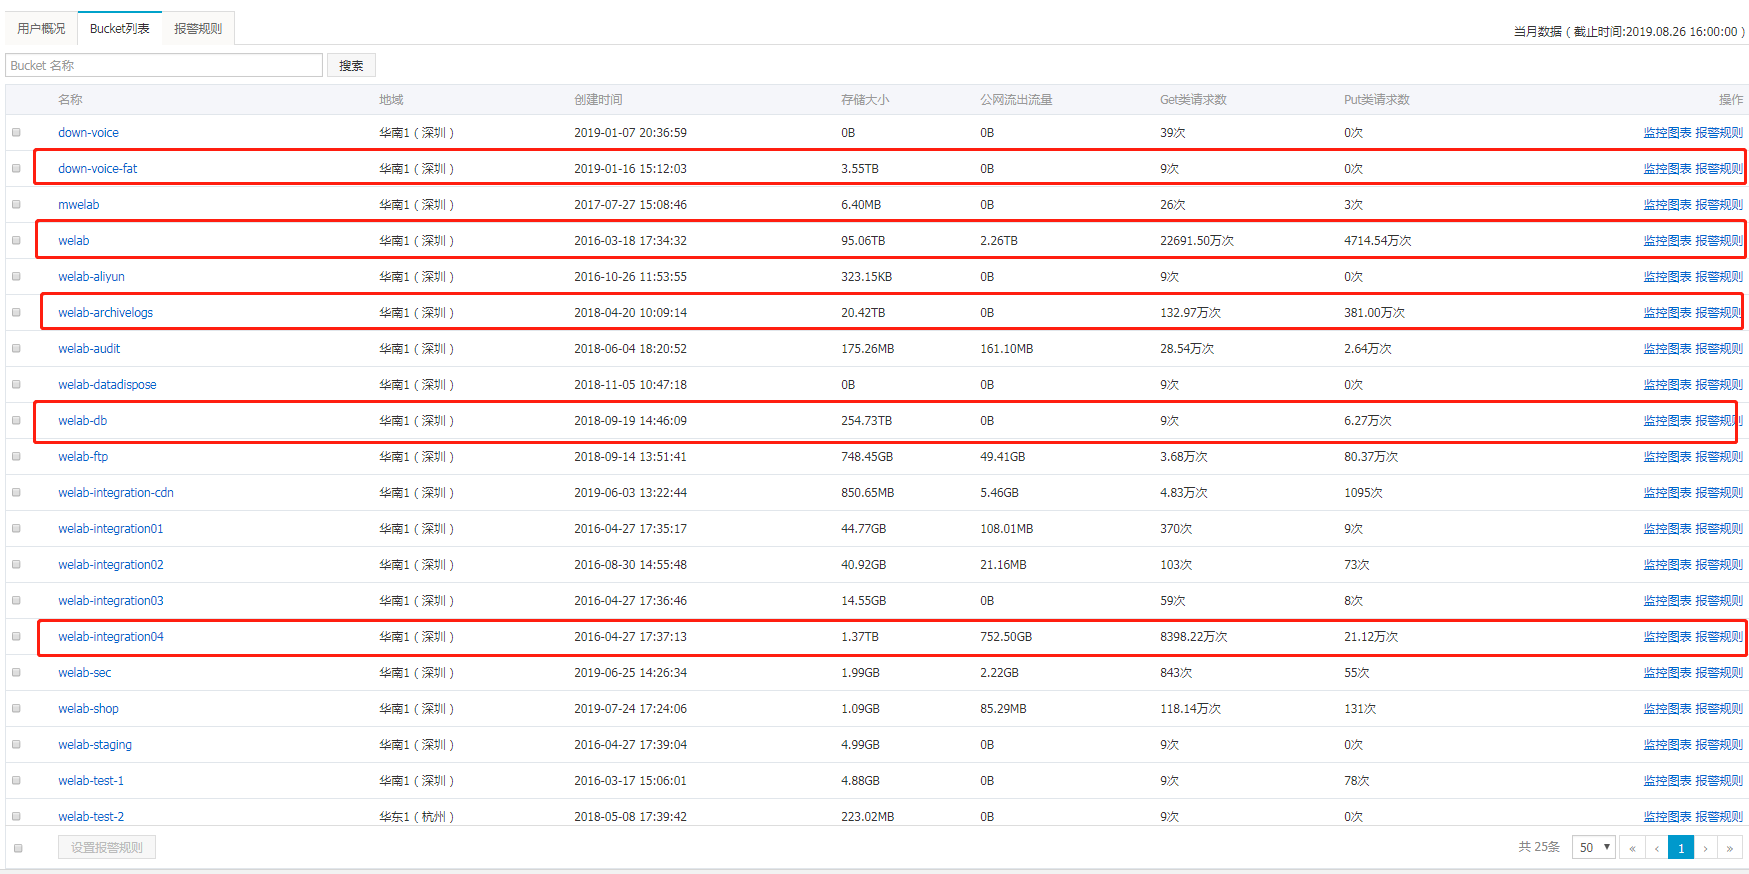 用户概况 Bucket列表 报警规则
当月数据 ( 截止时间:2019.08.26 16:00:00 )
Bucket 名称 搜索
名称 地域 创建时间 存储大小 公网流出流量 Get类请求数 Put类请求数 操作
down-voice 华南1 ( 深圳 ) 2019-01-07 20:36:59 0B 0B 39次 0次 监控图表 报警规则
down-voice-fat 华南1 ( 深圳 ) 2019-01-16 15:12:03 3.55TB 0B 9次 0次 监控图表 报警规则
mwelab 华南1 ( 深圳 ) 2017-07-27 15:08:46 6.40MB 0B 26次 3次 监控图表 报警规则
welab 华南1 ( 深圳 ) 2016-03-18 17:34:32 95.06TB 2.26TB 22691.50万次 4714.54万次 监控图表 报警规则
welab-aliyun 华南1 ( 深圳 ) 2016-10-26 11:53:55 323.15KB 0B 9次 0次 监控图表 报警规则
welab-archivelogs 华南1 ( 深圳 ) 2018-04-20 10:09:14 20.42TB 0B 132.97万次 381.00万次 监控图表 报警规则
welab-audit 华南1 ( 深圳 ) 2018-06-04 18:20:52 175.26MB 161.10MB 28.54万次 2.64万次 监控图表 报警规则
welab-datadispose 华南1 ( 深圳 ) 2018-11-05 10:47:18 0B 0B 9次 0次 监控图表 报警规则
welab-db 华南1 ( 深圳 ) 2018-09-19 14:46:09 254.73TB 0B 9次 6.27万次 监控图表 报警规则
welab-ftp 华南1 ( 深圳 ) 2018-09-14 13:51:41 748.45GB 49.41GB 3.68万次 80.37万次 监控图表 报警规则
welab-integration-cdn 华南1 ( 深圳 ) 2019-06-03 13:22:44 850.65MB 5.46GB 4.83万次 1095次 监控图表 报警规则
welab-integration01 华南1 ( 深圳 ) 2016-04-27 17:35:17 44.77GB 108.01MB 370次 9次 监控图表 报警规则
welab-integration02 华南1 ( 深圳 ) 2016-08-30 14:55:48 40.92GB 21.16MB 103次 73次 监控图表 报警规则
welab-integration03 华南1 ( 深圳 ) 2016-04-27 17:36:46 14.55GB 0B 59次 8次 监控图表 报警规则
welab-integration04 华南1 ( 深圳 ) 2016-04-27 17:37:13 1.37TB 752.50GB 8398.22万次 21.12万次 监控图表 报警规则
welab-sec 华南1 ( 深圳 ) 2019-06-25 14:26:34 1.99GB 2.22GB 843次 55次 监控图表 报警规则
welab-shop 华南1 ( 深圳 ) 2019-07-24 17:24:06 1.09GB 85.29MB 118.14万次 131次 监控图表 报警规则
welab-staging 华南1 ( 深圳 ) 2016-04-27 17:39:04 4.99GB 0B 9次 0次 监控图表 报警规则
welab-test-1 华南1 ( 深圳 ) 2016-03-17 15:06:01 4.88GB 0B 9次 78次 监控图表 报警规则
welab-test-2 华东1 ( 杭州 ) 2018-05-08 17:39:42 223.02MB 0B 9次 0次 监控图表 报警规则
设置报警规则 共 25条 50 « ‹ 1 › »